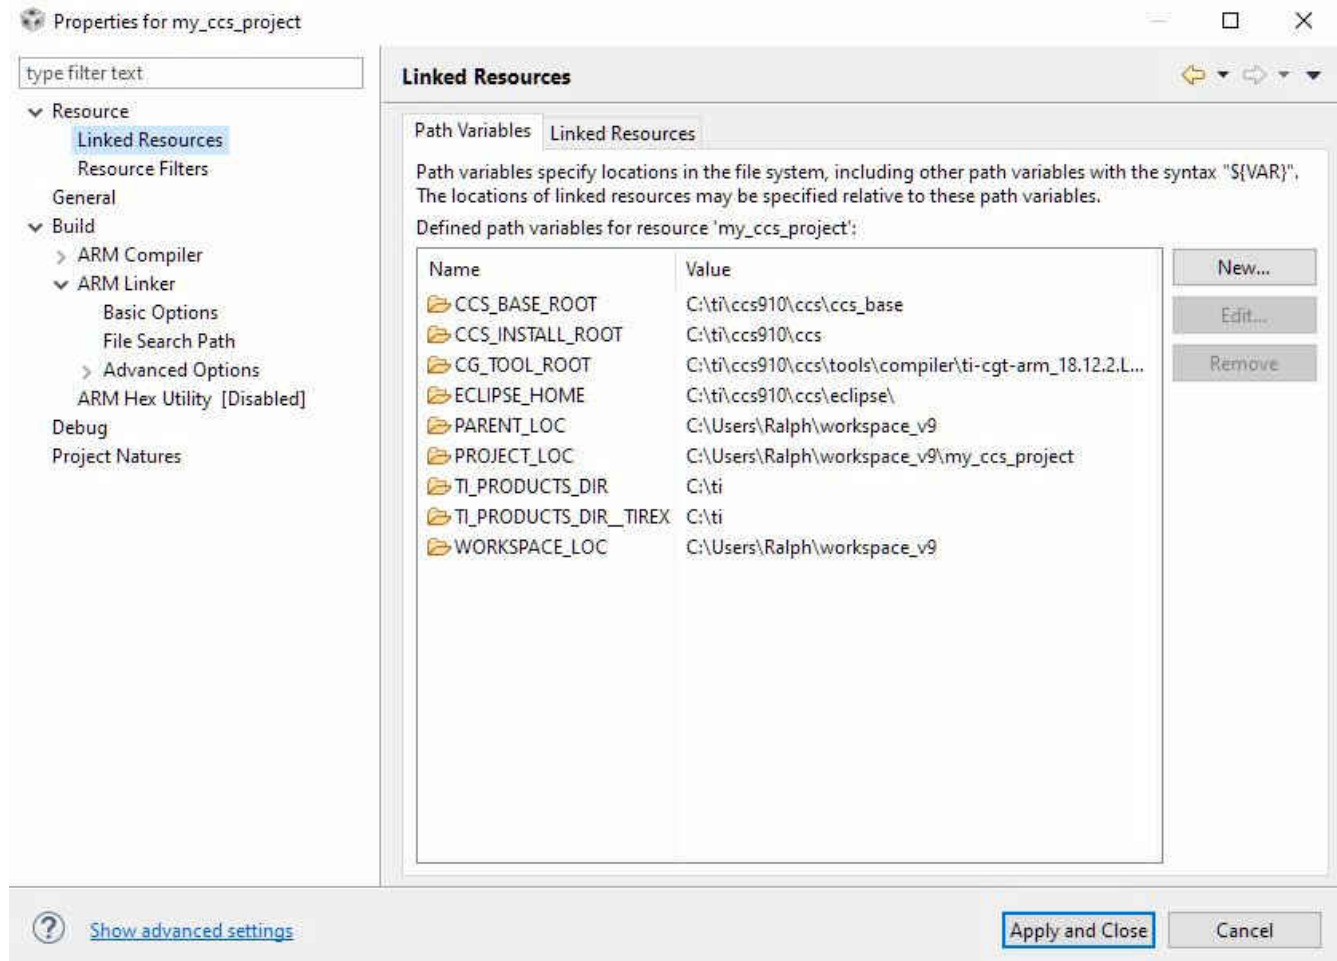 Properties for my_ccs_project
type filter text
Resource
Linked Resources
Resource Filters
General
Build
ARM Compiler
ARM Linker
Basic Options
File Search Path
Advanced Options
ARM Hex Utility [Disabled]
Debug
Project Natures
Linked Resources
Path Variables Linked Resources
Path variables specify locations in the file system, including other path variables with the syntax "${VAR}".
The locations of linked resources may be specified relative to these path variables.
Defined path variables for resource 'my_ccs_project':
Name Value
CCS_BASE_ROOT C:\ti\ccs910\ccs\ccs_base
CCS_INSTALL_ROOT C:\ti\ccs910\ccs
CG_TOOL_ROOT C:\ti\ccs910\ccs\tools\compiler\ti-cgt-arm_18.12.2.L...
ECLIPSE_HOME C:\ti\ccs910\ccs\eclipse\
PARENT_LOC C:\Users\Ralph\workspace_v9
PROJECT_LOC C:\Users\Ralph\workspace_v9\my_ccs_project
TI_PRODUCTS_DIR C:\ti
TI_PRODUCTS_DIR__TIREX C:\ti
WORKSPACE_LOC C:\Users\Ralph\workspace_v9
New...
Edit...
Remove
Show advanced settings
Apply and Close
Cancel